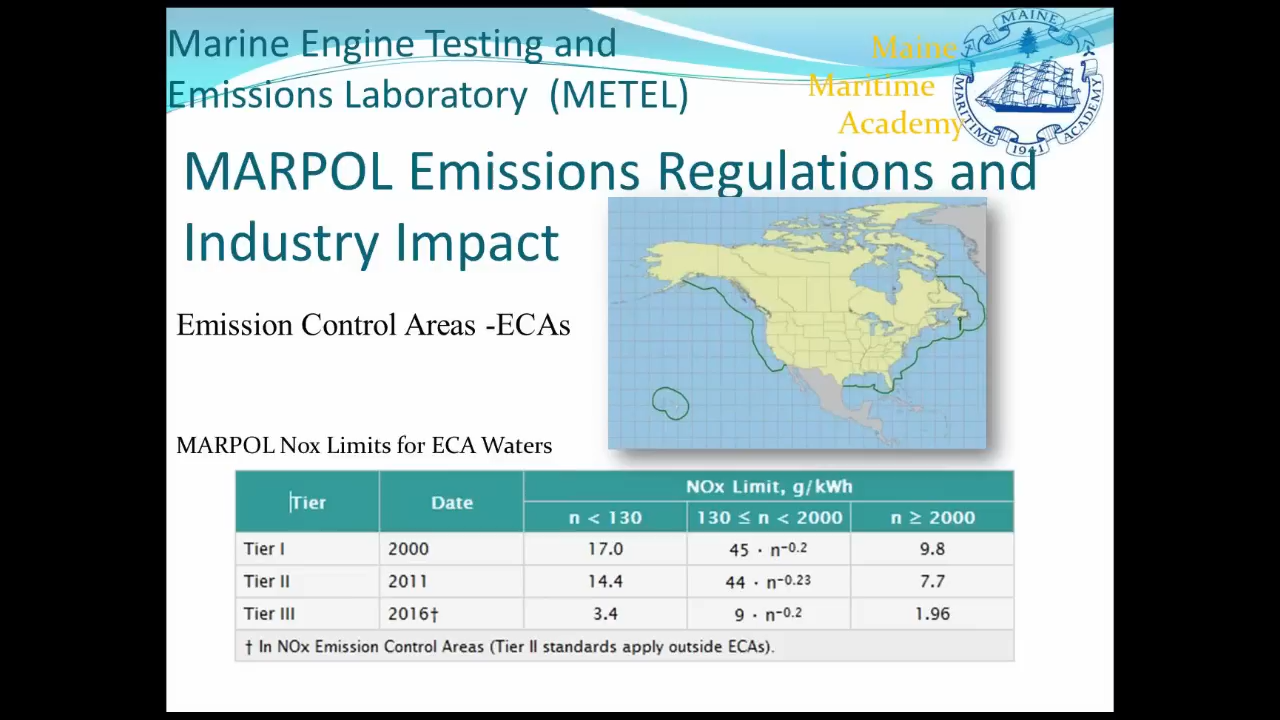 Marine Engine Testing and
Emissions Laboratory (METEL)
Maine
Maritime
Academy
MAINE
MARITIME
ACADEMY
1941
MARPOL Emissions Regulations and
Industry Impact
Emission Control Areas -ECAs
MARPOL Nox Limits for ECA Waters
Tier Date NOx Limit, g/kWh
n < 130 130 ≤ n < 2000 n ≥ 2000
Tier I 2000 17.0 45 · n⁻⁰·² 9.8
Tier II 2011 14.4 44 · n⁻⁰·²³ 7.7
Tier III 2016† 3.4 9 · n⁻⁰·² 1.96
† In NOx Emission Control Areas (Tier II standards apply outside ECAs).